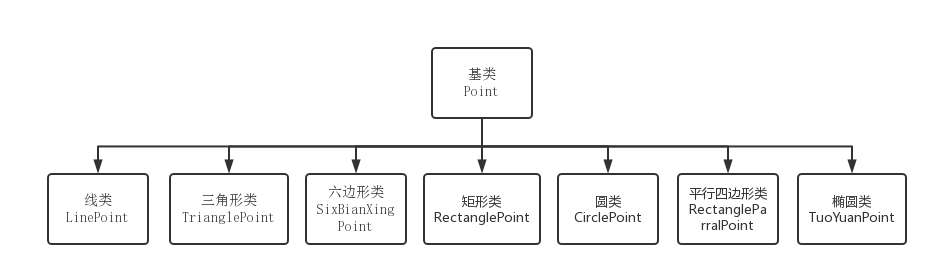 基类
Point
线类
LinePoint
三角形类
TrianglePoint
六边形类
SixBianXing
Point
矩形类
RectanglePoint
圆类
CirclePoint
平行四边形类
RectanglePa
rralPoint
椭圆类
TuoYuanPoint